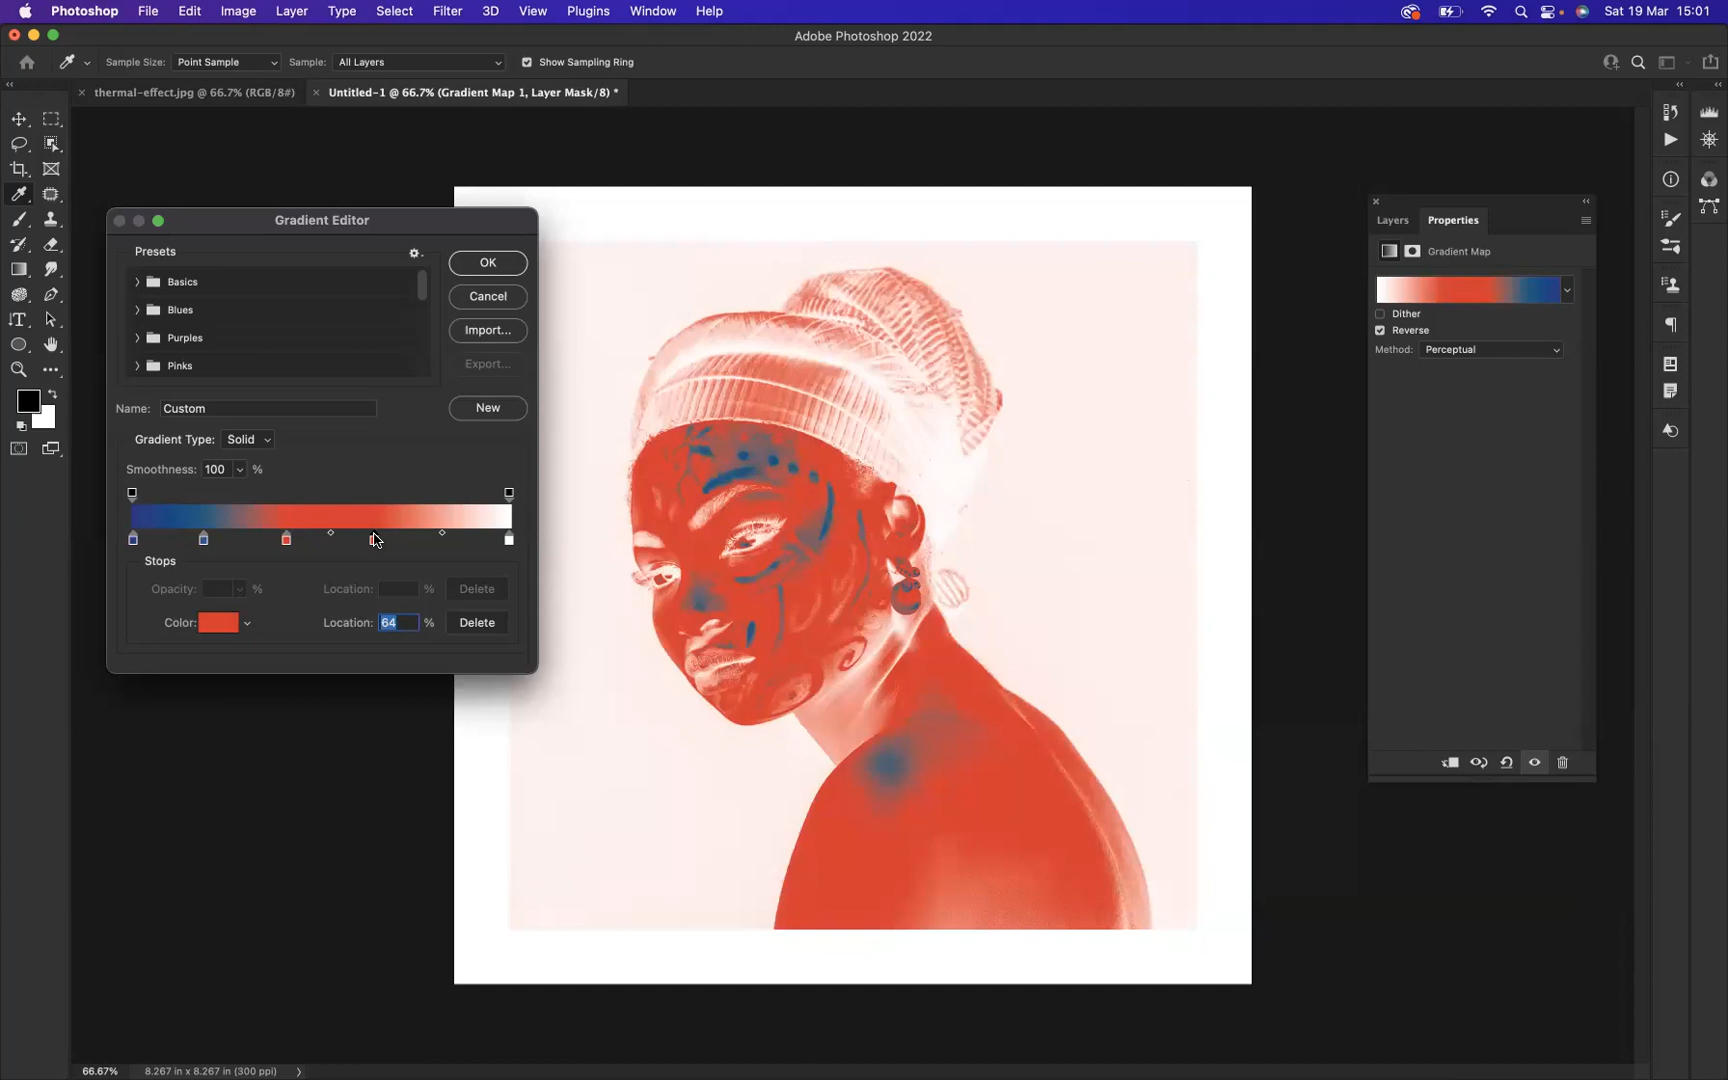 Photoshop File Edit Image Layer Type Select Filter 3D View Plugins Window Help Sat 19 Mar 15:01
Adobe Photoshop 2022
Sample Size: Point Sample Sample: All Layers Show Sampling Ring
thermal-effect.jpg @ 66.7% (RGB/8#) Untitled-1 @ 66.7% (Gradient Map 1, Layer Mask/8) *
Gradient Editor
Presets
Basics
Blues
Purples
Pinks
OK
Cancel
Import...
Export...
Name: Custom New
Gradient Type: Solid
Smoothness: 100 %
Stops
Opacity: % Location: % Delete
Color: Location: 64 % Delete
Layers Properties
Gradient Map
Dither
Reverse
Method: Perceptual
66.67% 8.267 in x 8.267 in (300 ppi)